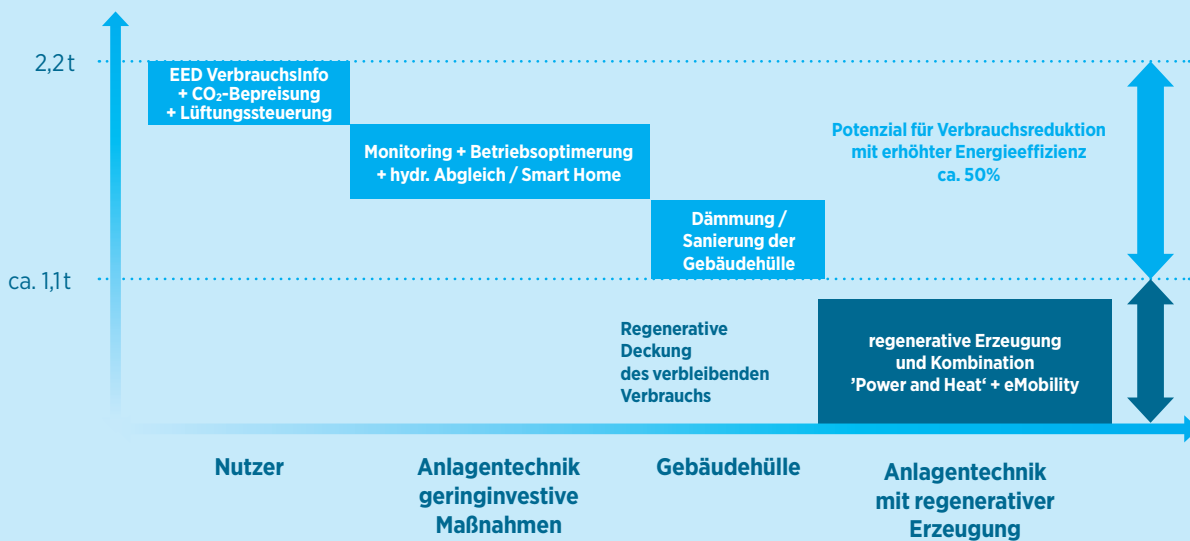 2,2 t
EED VerbrauchsInfo
+ CO₂-Bepreisung
+ Lüftungssteuerung
Monitoring + Betriebsoptimerung
+ hydr. Abgleich / Smart Home
Potenzial für Verbrauchsreduktion
mit erhöhter Energieeffizienz
ca. 50%
Dämmung /
Sanierung der
Gebäudehülle
ca. 1,1 t
Regenerative
Deckung
des verbleibenden
Verbrauchs
regenerative Erzeugung
und Kombination
’Power and Heat‘ + eMobility
Nutzer
Anlagentechnik
geringinvestive
Maßnahmen
Gebäudehülle
Anlagentechnik
mit regenerativer
Erzeugung